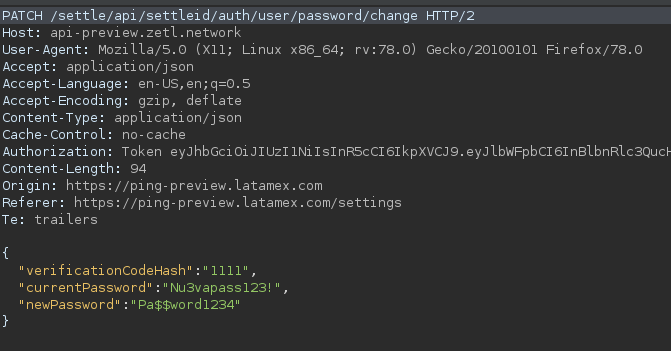 PATCH /settle/api/settleid/auth/user/password/change HTTP/2
Host: api-preview.zetl.network
User-Agent: Mozilla/5.0 (X11; Linux x86_64; rv:78.0) Gecko/20100101 Firefox/78.0
Accept: application/json
Accept-Language: en-US,en;q=0.5
Accept-Encoding: gzip, deflate
Content-Type: application/json
Cache-Control: no-cache
Authorization: Token eyJhbGciOiJIUzI1NiIsInR5cCI6IkpXVCJ9.eyJlbWFpbCI6InBlbnRlc3QucH
Content-Length: 94
Origin: https://ping-preview.latamex.com
Referer: https://ping-preview.latamex.com/settings
Te: trailers
{
"verificationCodeHash":"1111",
"currentPassword":"Nu3vapass123!",
"newPassword":"Pa$$word1234"
}